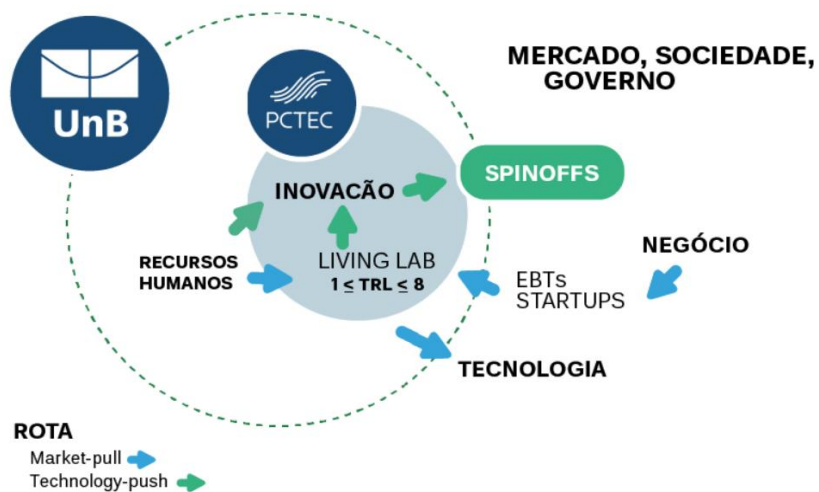 UnB
PCTEC
MERCADO, SOCIEDADE,
GOVERNO
SPINOFFS
INOVACÃO
NEGÓCIO
RECURSOS
HUMANOS
LIVING LAB
1 ≤ TRL ≤ 8
EBTs
STARTUPS
TECNOLOGIA
ROTA
Market-pull
Technology-push